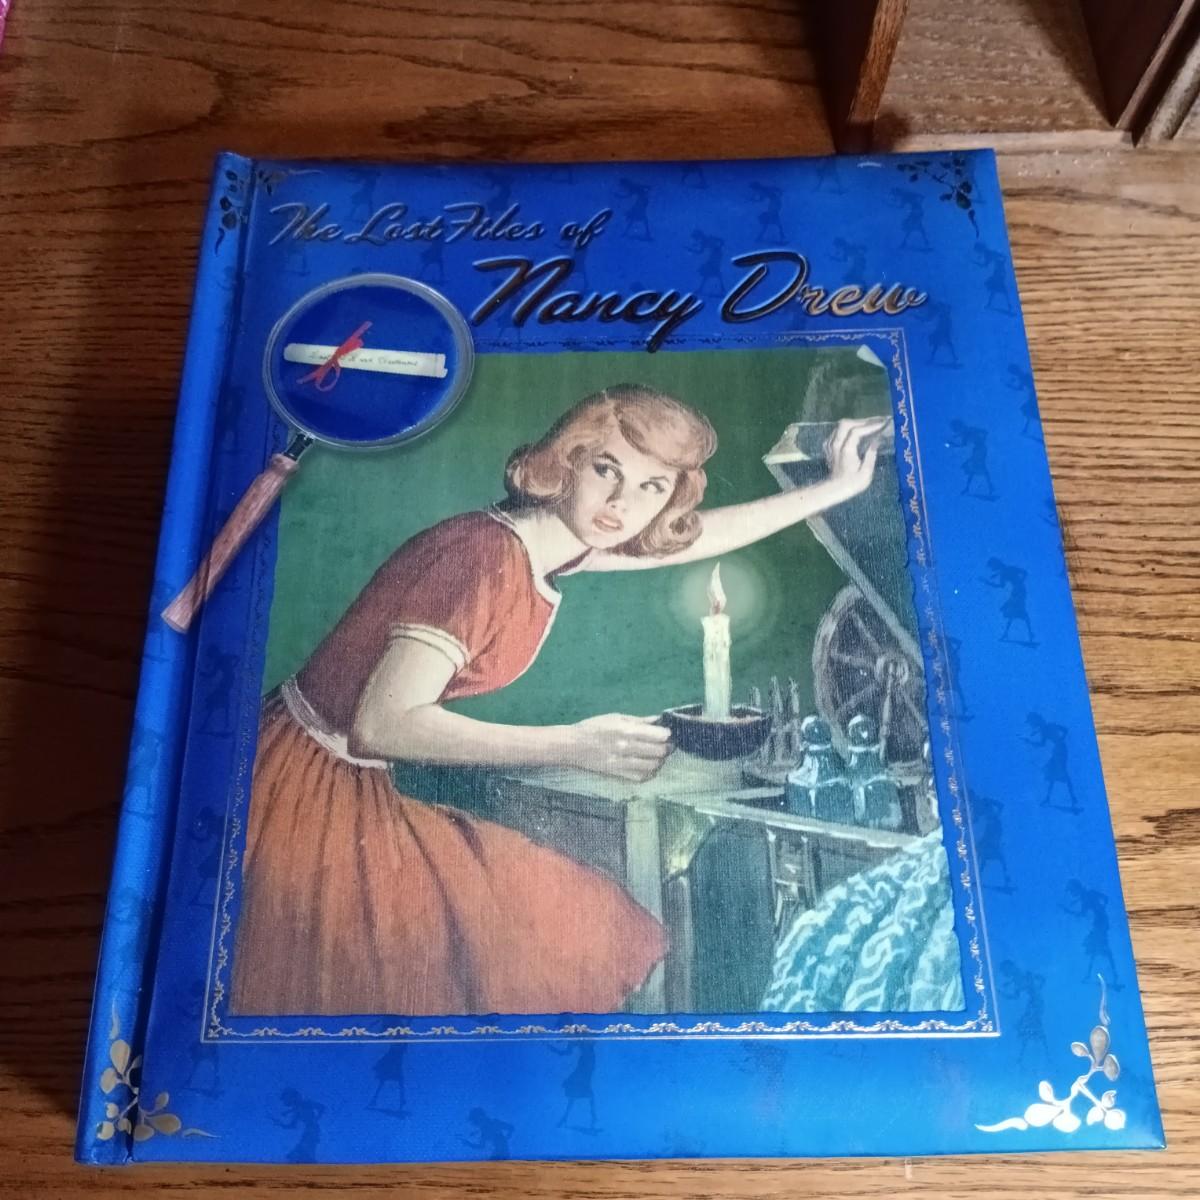 The Lost Files of
Nancy Drew